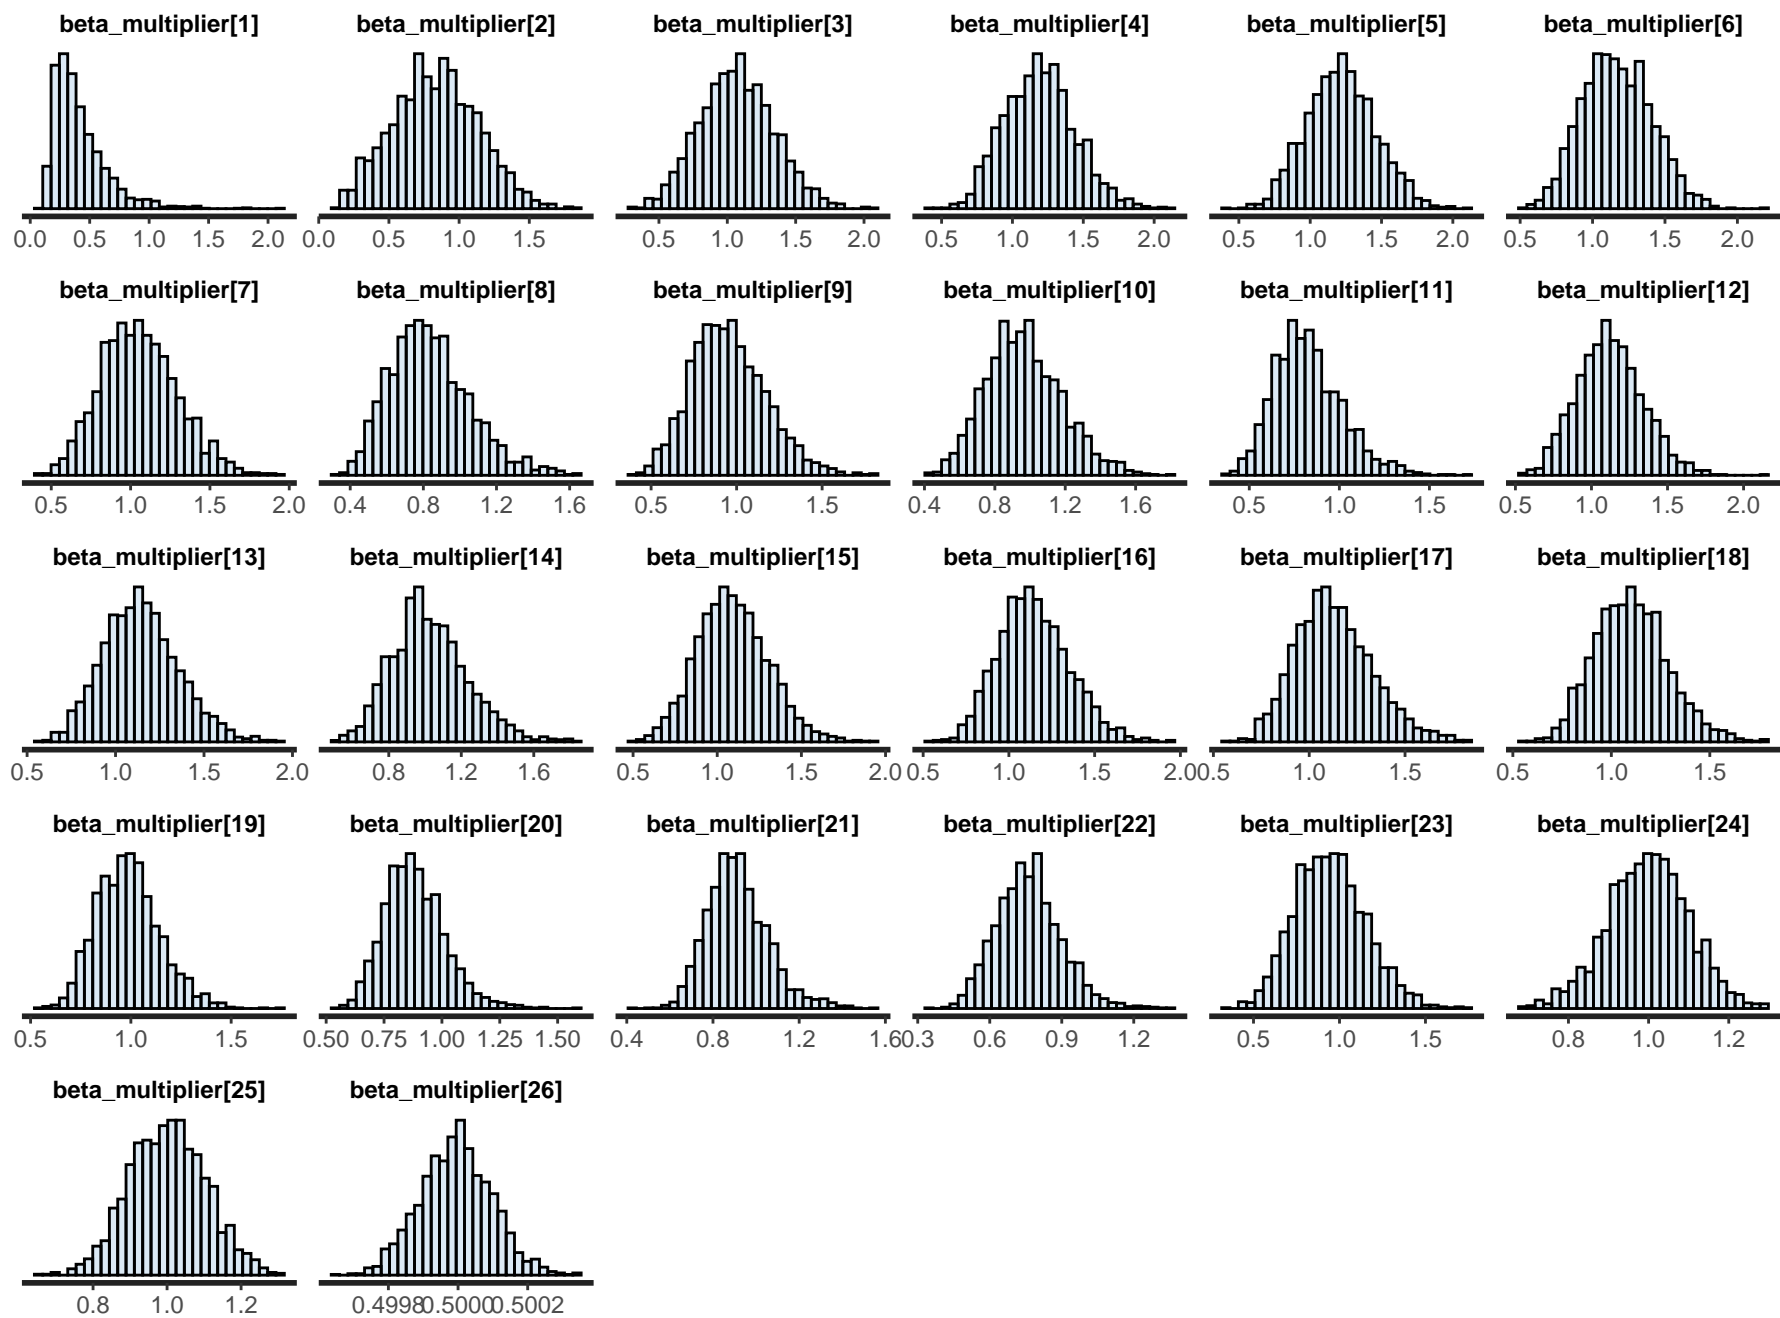 beta_multiplier[1] beta_multiplier[2] beta_multiplier[3] beta_multiplier[4] beta_multiplier[5] beta_multiplier[6]
0.0 0.5 1.0 1.5 2.0 0.0 0.5 1.0 1.5 0.5 1.0 1.5 2.0 0.5 1.0 1.5 2.0 0.5 1.0 1.5 2.0 0.5 1.0 1.5 2.0
beta_multiplier[7] beta_multiplier[8] beta_multiplier[9] beta_multiplier[10] beta_multiplier[11] beta_multiplier[12]
0.5 1.0 1.5 2.0 0.4 0.8 1.2 1.6 0.5 1.0 1.5 0.4 0.8 1.2 1.6 0.5 1.0 1.5 0.5 1.0 1.5 2.0
beta_multiplier[13] beta_multiplier[14] beta_multiplier[15] beta_multiplier[16] beta_multiplier[17] beta_multiplier[18]
0.5 1.0 1.5 2.0 0.8 1.2 1.6 0.5 1.0 1.5 2.0 0.5 1.0 1.5 2.0 0.5 1.0 1.5 0.5 1.0 1.5
beta_multiplier[19] beta_multiplier[20] beta_multiplier[21] beta_multiplier[22] beta_multiplier[23] beta_multiplier[24]
0.5 1.0 1.5 0.50 0.75 1.00 1.25 1.50 0.4 0.8 1.2 1.6 0.3 0.6 0.9 1.2 0.5 1.0 1.5 0.8 1.0 1.2
beta_multiplier[25] beta_multiplier[26]
0.8 1.0 1.2 0.4998 0.5000 0.5002